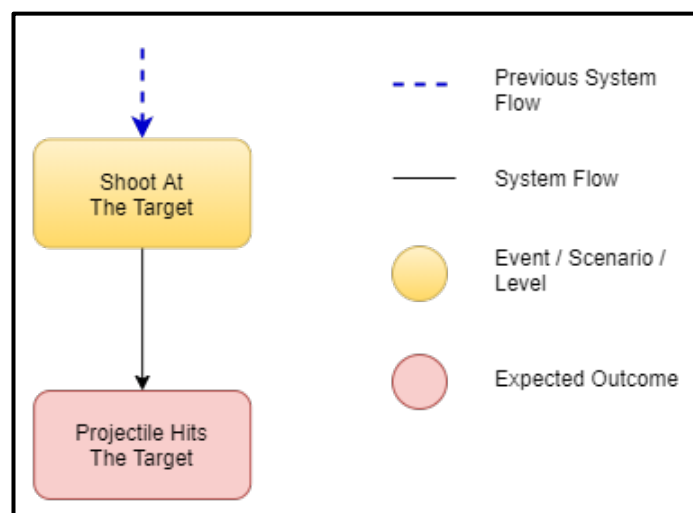 Shoot At
The Target
Projectile Hits
The Target
Previous System
Flow
System Flow
Event / Scenario /
Level
Expected Outcome